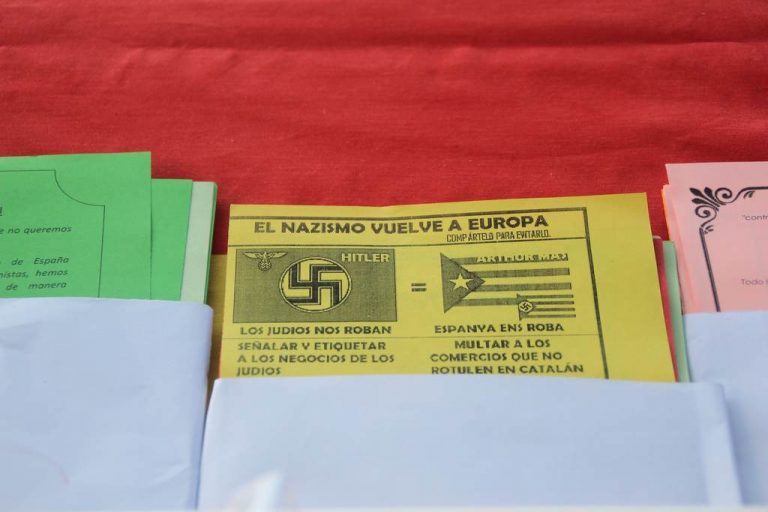 e no queremos
de España
nistas, hemos
de manera
EL NAZISMO VUELVE A EUROPA
COMPÁRTELO PARA EVITARLO.
HITLER
=
ARTHUR MAS
LOS JUDIOS NOS ROBAN
ESPANYA ENS ROBA
SEÑALAR Y ETIQUETAR
A LOS NEGOCIOS DE LOS
JUDIOS
MULTAR A LOS
COMERCIOS QUE NO
ROTULEN EN CATALÁN
"contr
Todo